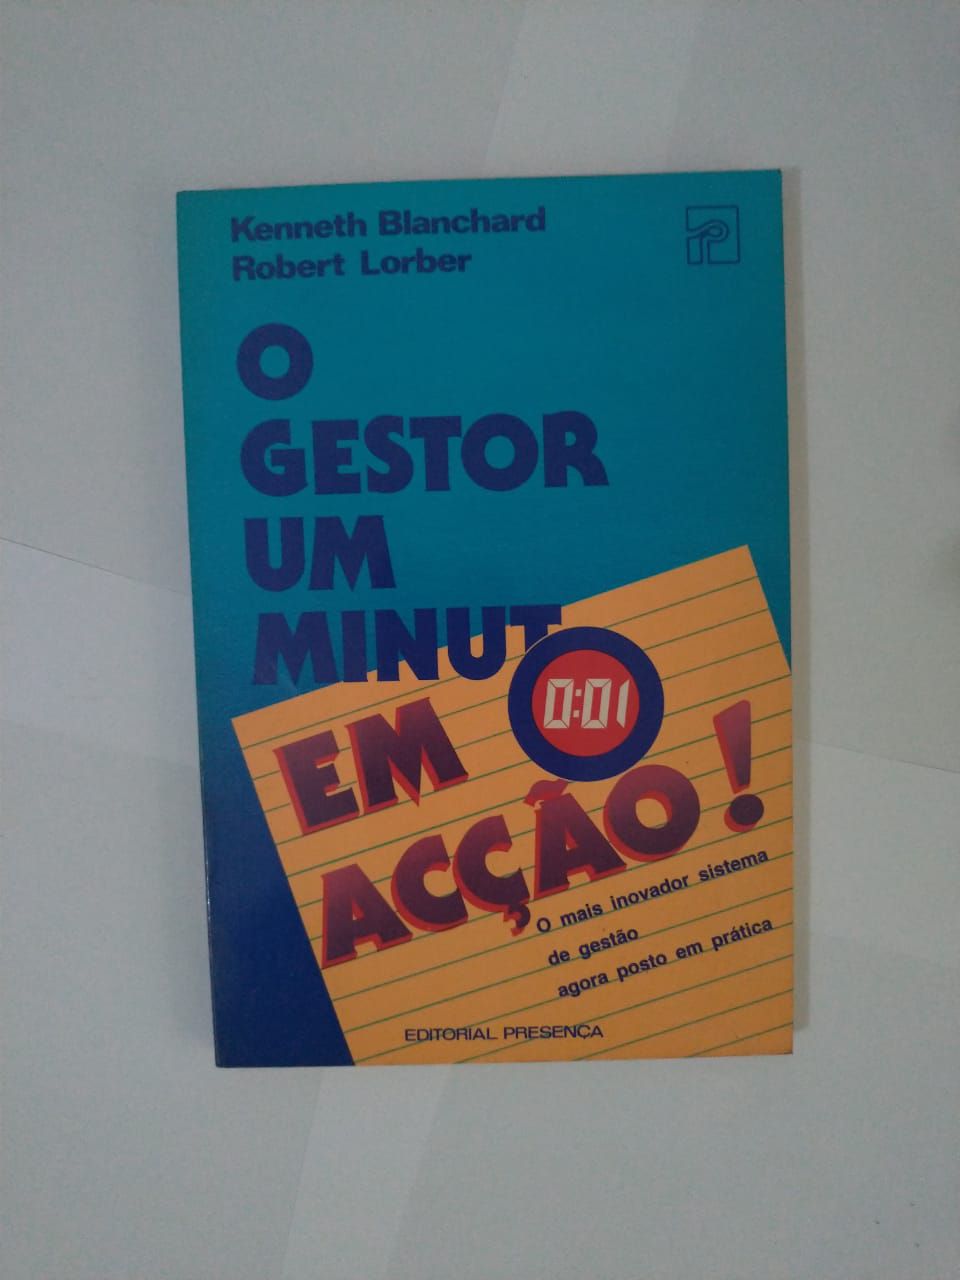 Kenneth Blanchard
Robert Lorber
O
GESTOR
UM
MINUTO
0:01
EM
ACÇÃO!
O mais inovador sistema
de gestão
agora posto em prática
EDITORIAL PRESENÇA